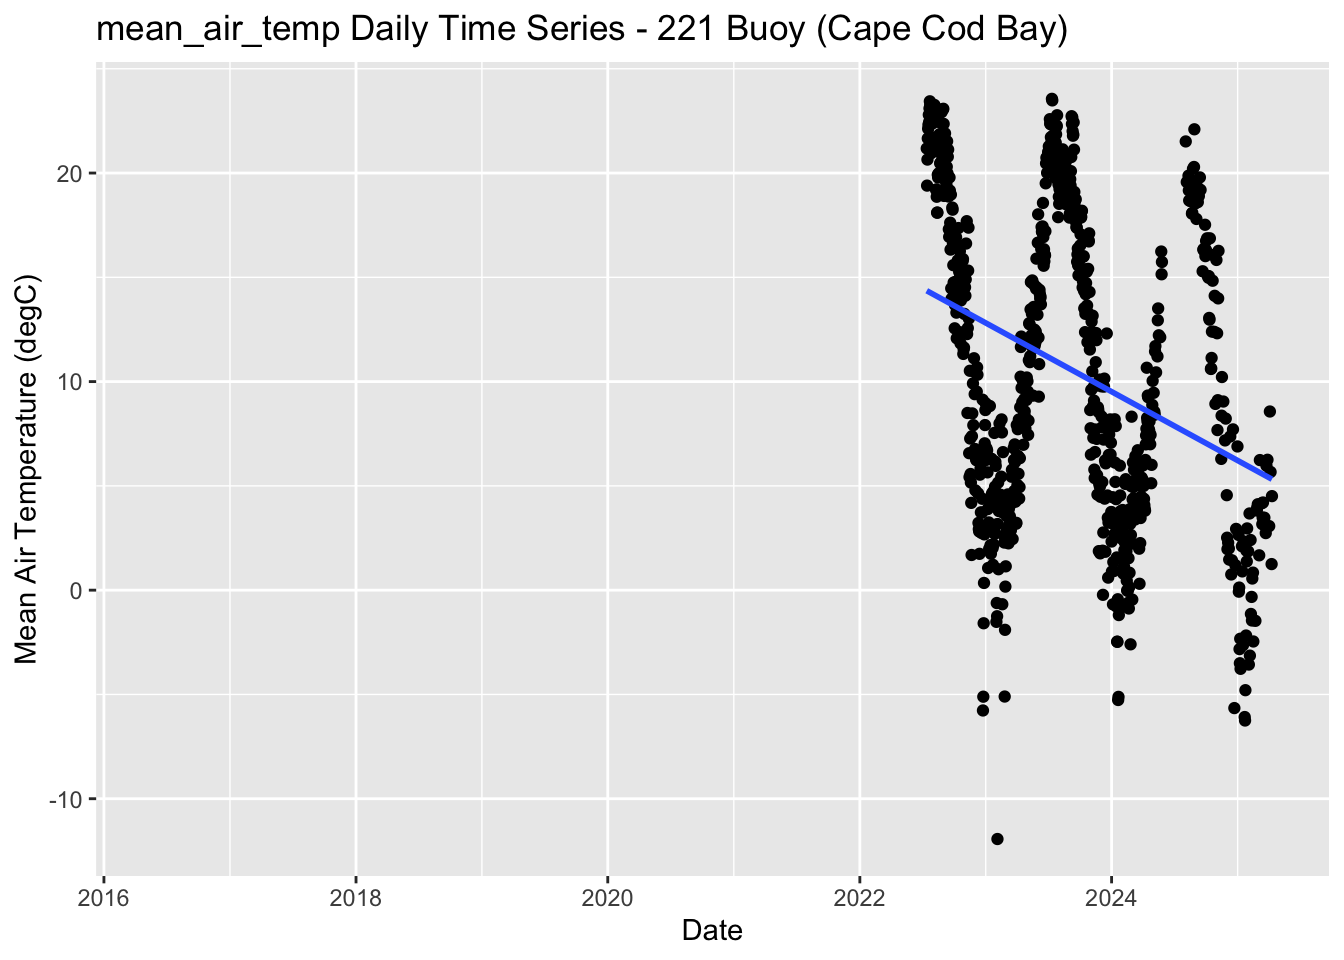 mean_air_temp Daily Time Series - 221 Buoy (Cape Cod Bay)
Mean Air Temperature (degC)
20
10
0
-10
2016 2018 2020 2022 2024
Date